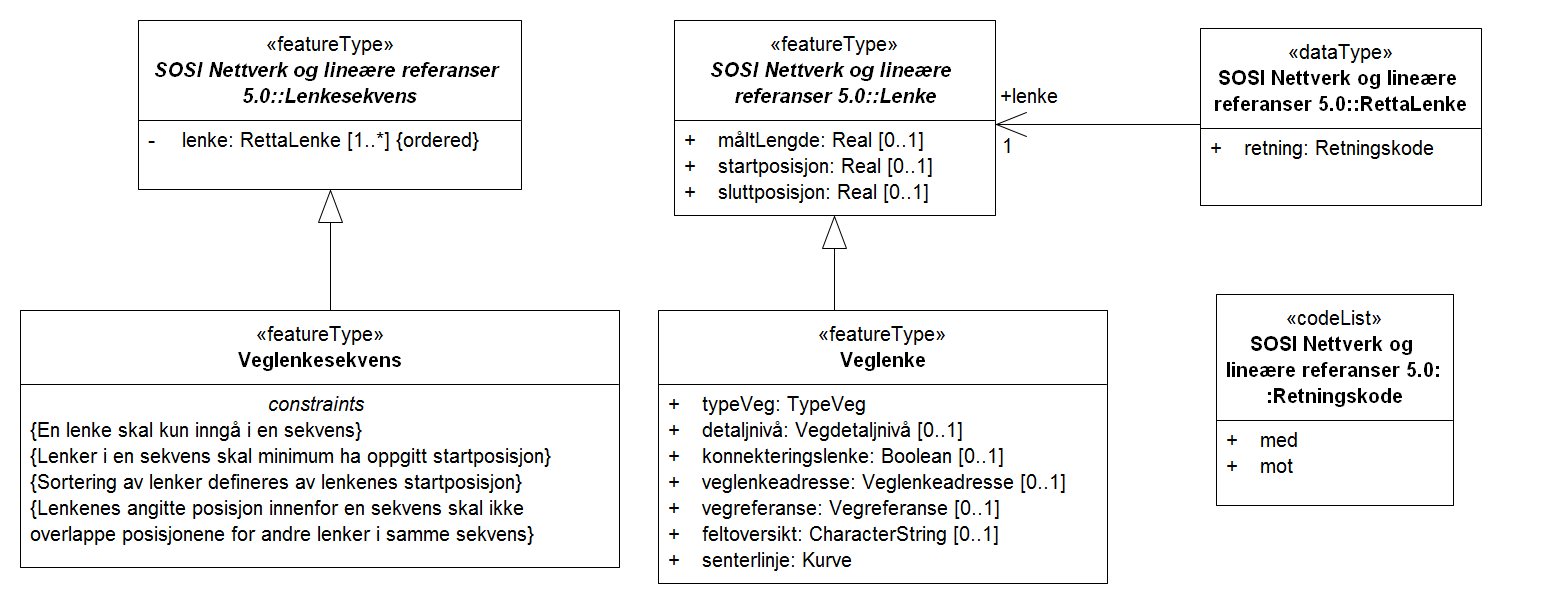 «featureType»
SOSI Nettverk og lineære referanser
5.0::Lenkesekvens
- lenke: RettaLenke [1..*] {ordered}
«featureType»
SOSI Nettverk og lineære
referanser 5.0::Lenke
+ måltLengde: Real [0..1]
+ startposisjon: Real [0..1]
+ sluttposisjon: Real [0..1]
+lenke
1
«dataType»
SOSI Nettverk og lineære
referanser 5.0::RettaLenke
+ retning: Retningskode
«featureType»
Veglenkesekvens
constraints
{En lenke skal kun inngå i en sekvens}
{Lenker i en sekvens skal minimum ha oppgitt startposisjon}
{Sortering av lenker defineres av lenkenes startposisjon}
{Lenkenes angitte posisjon innenfor en sekvens skal ikke
overlappe posisjonene for andre lenker i samme sekvens}
«featureType»
Veglenke
+ typeVeg: TypeVeg
+ detaljnivå: Vegdetaljnivå [0..1]
+ konnekteringslenke: Boolean [0..1]
+ veglenkeadresse: Veglenkeadresse [0..1]
+ vegreferanse: Vegreferanse [0..1]
+ feltoversikt: CharacterString [0..1]
+ senterlinje: Kurve
«codeList»
SOSI Nettverk og
lineære referanser 5.0:
:Retningskode
+ med
+ mot